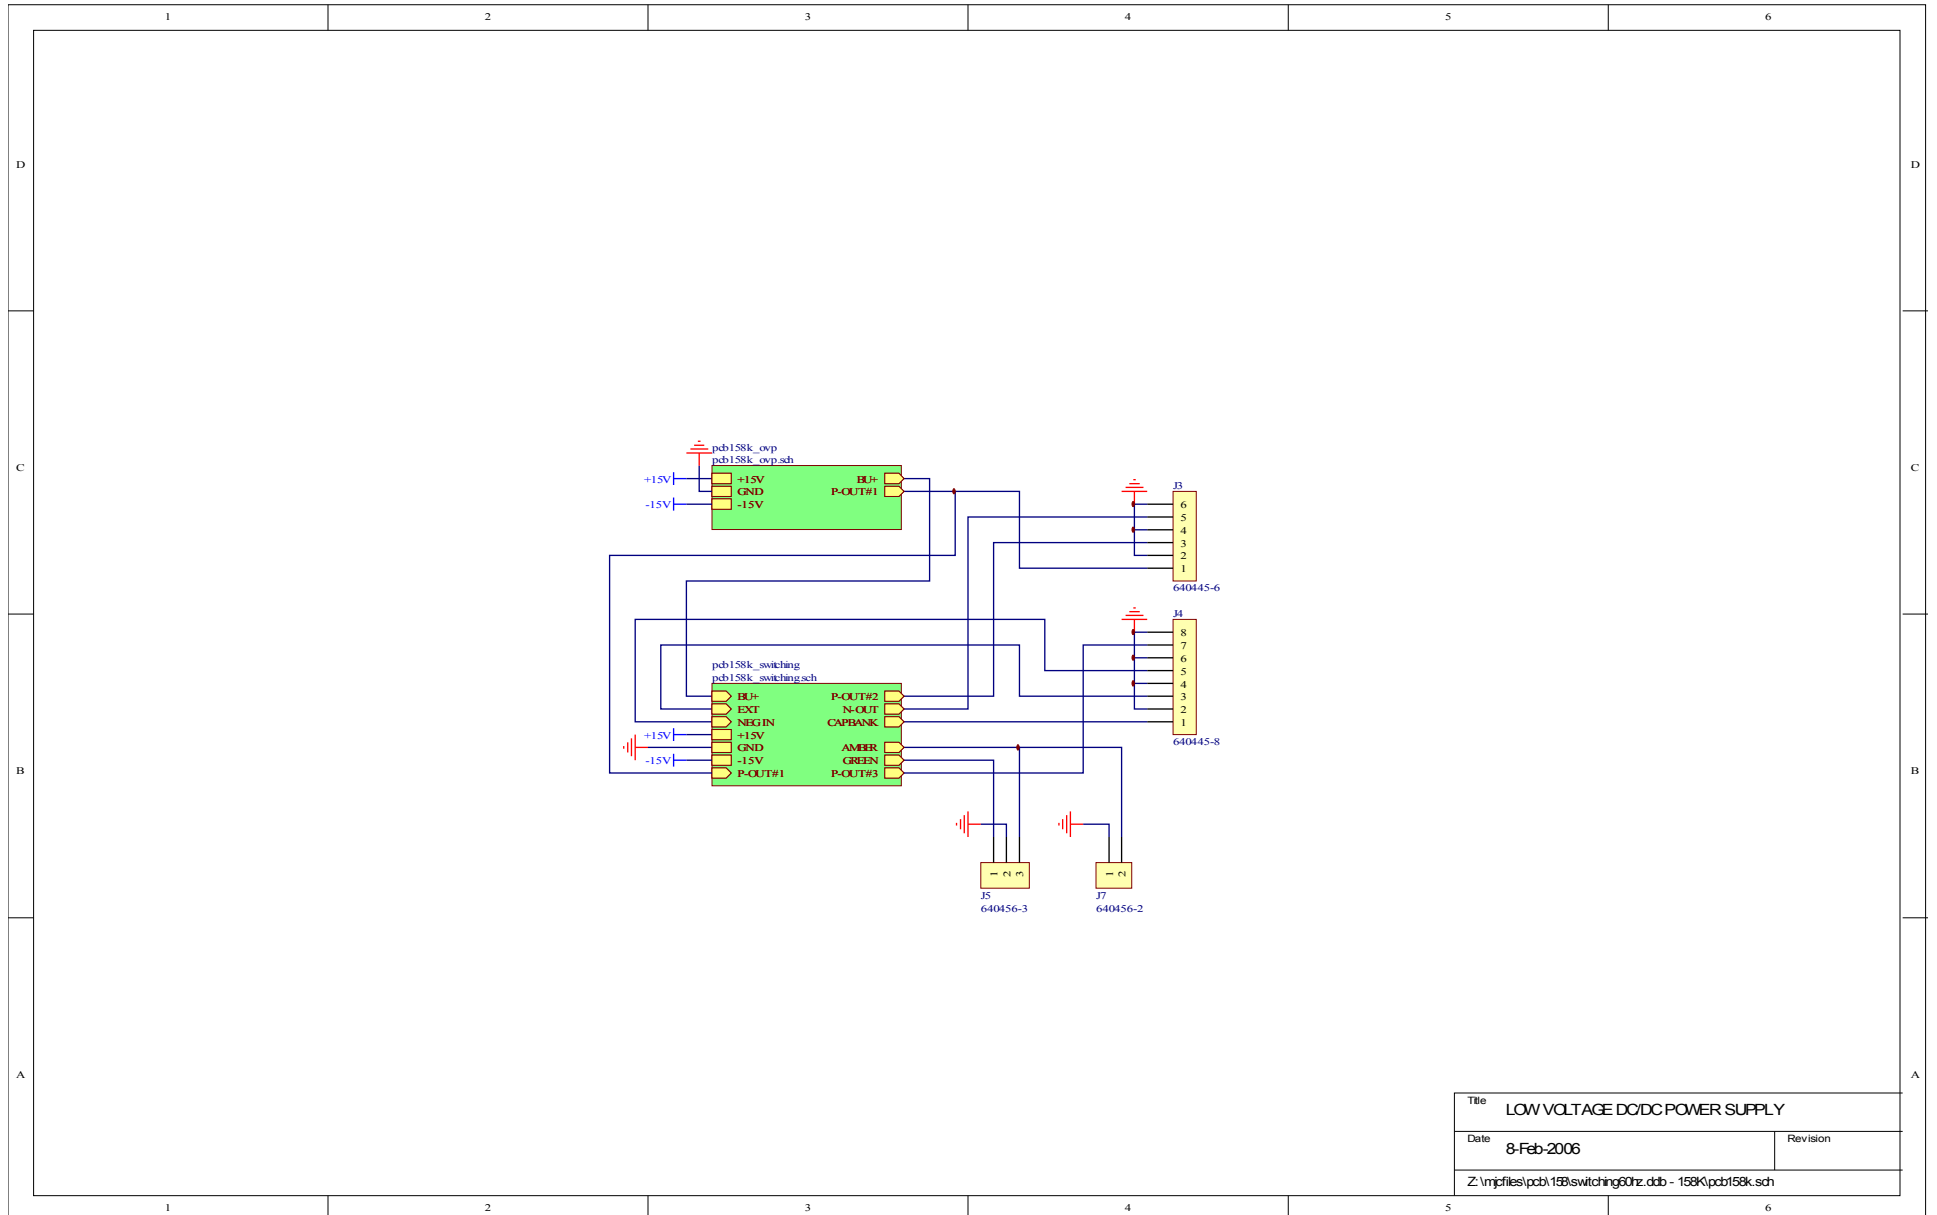 1 2 3 4 5 6
D D
C C
B B
A A
pcb158k_ovp
pcb158k_ovp.sch
+15V +15V BU+
GND P-OUT#1
-15V -15V
J3
6
5
4
3
2
1
640445-6
J4
8
7
6
5
4
3
2
1
640445-8
pcb158k_switching
pcb158k_switching.sch
BU+ P-OUT#2
EXT N-OUT
NEG IN CAPBANK
+15V +15V
GND AMBER
-15V -15V GREEN
P-OUT#1 P-OUT#3
1 2 3
J5
640456-3
1 2
J7
640456-2
Title LOW VOLTAGE DC/DC POWER SUPPLY
Date 8-Feb-2006 Revision
Z:\mjcfiles\pcb\158\switching60hz.ddb - 158K\pcb158k.sch
1 2 3 4 5 6